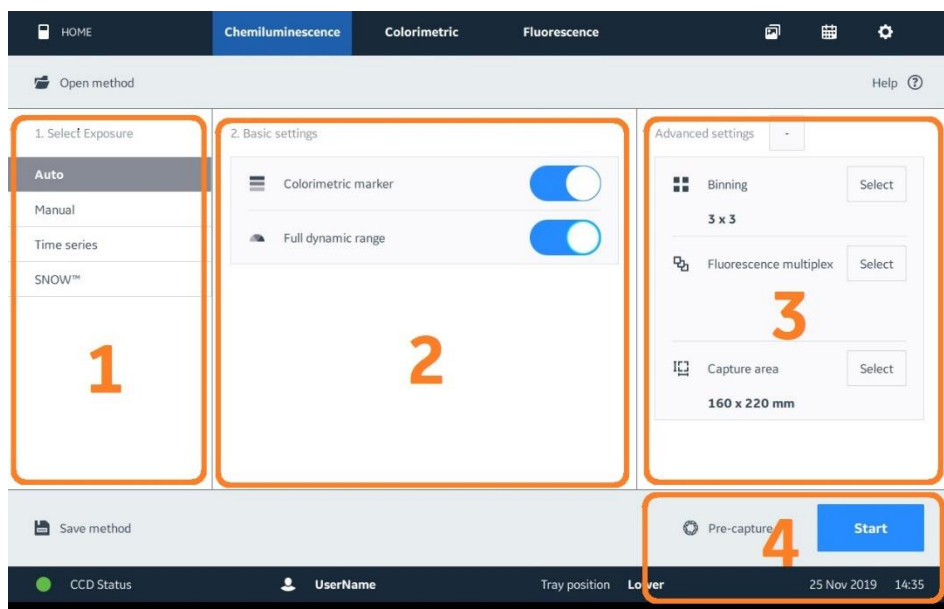 HOME
Chemiluminescence
Colorimetric
Fluorescence
Open method
Help ?
1. Select Exposure
Auto
Manual
Time series
SNOW™
1
2. Basic settings
Colorimetric marker
Full dynamic range
2
Advanced settings -
Binning
Select
3 x 3
Fluorescence multiplex
Select
3
Capture area
Select
160 x 220 mm
Save method
Pre-capture
Start
4
CCD Status
UserName
Tray position Lower
25 Nov 2019 14:35